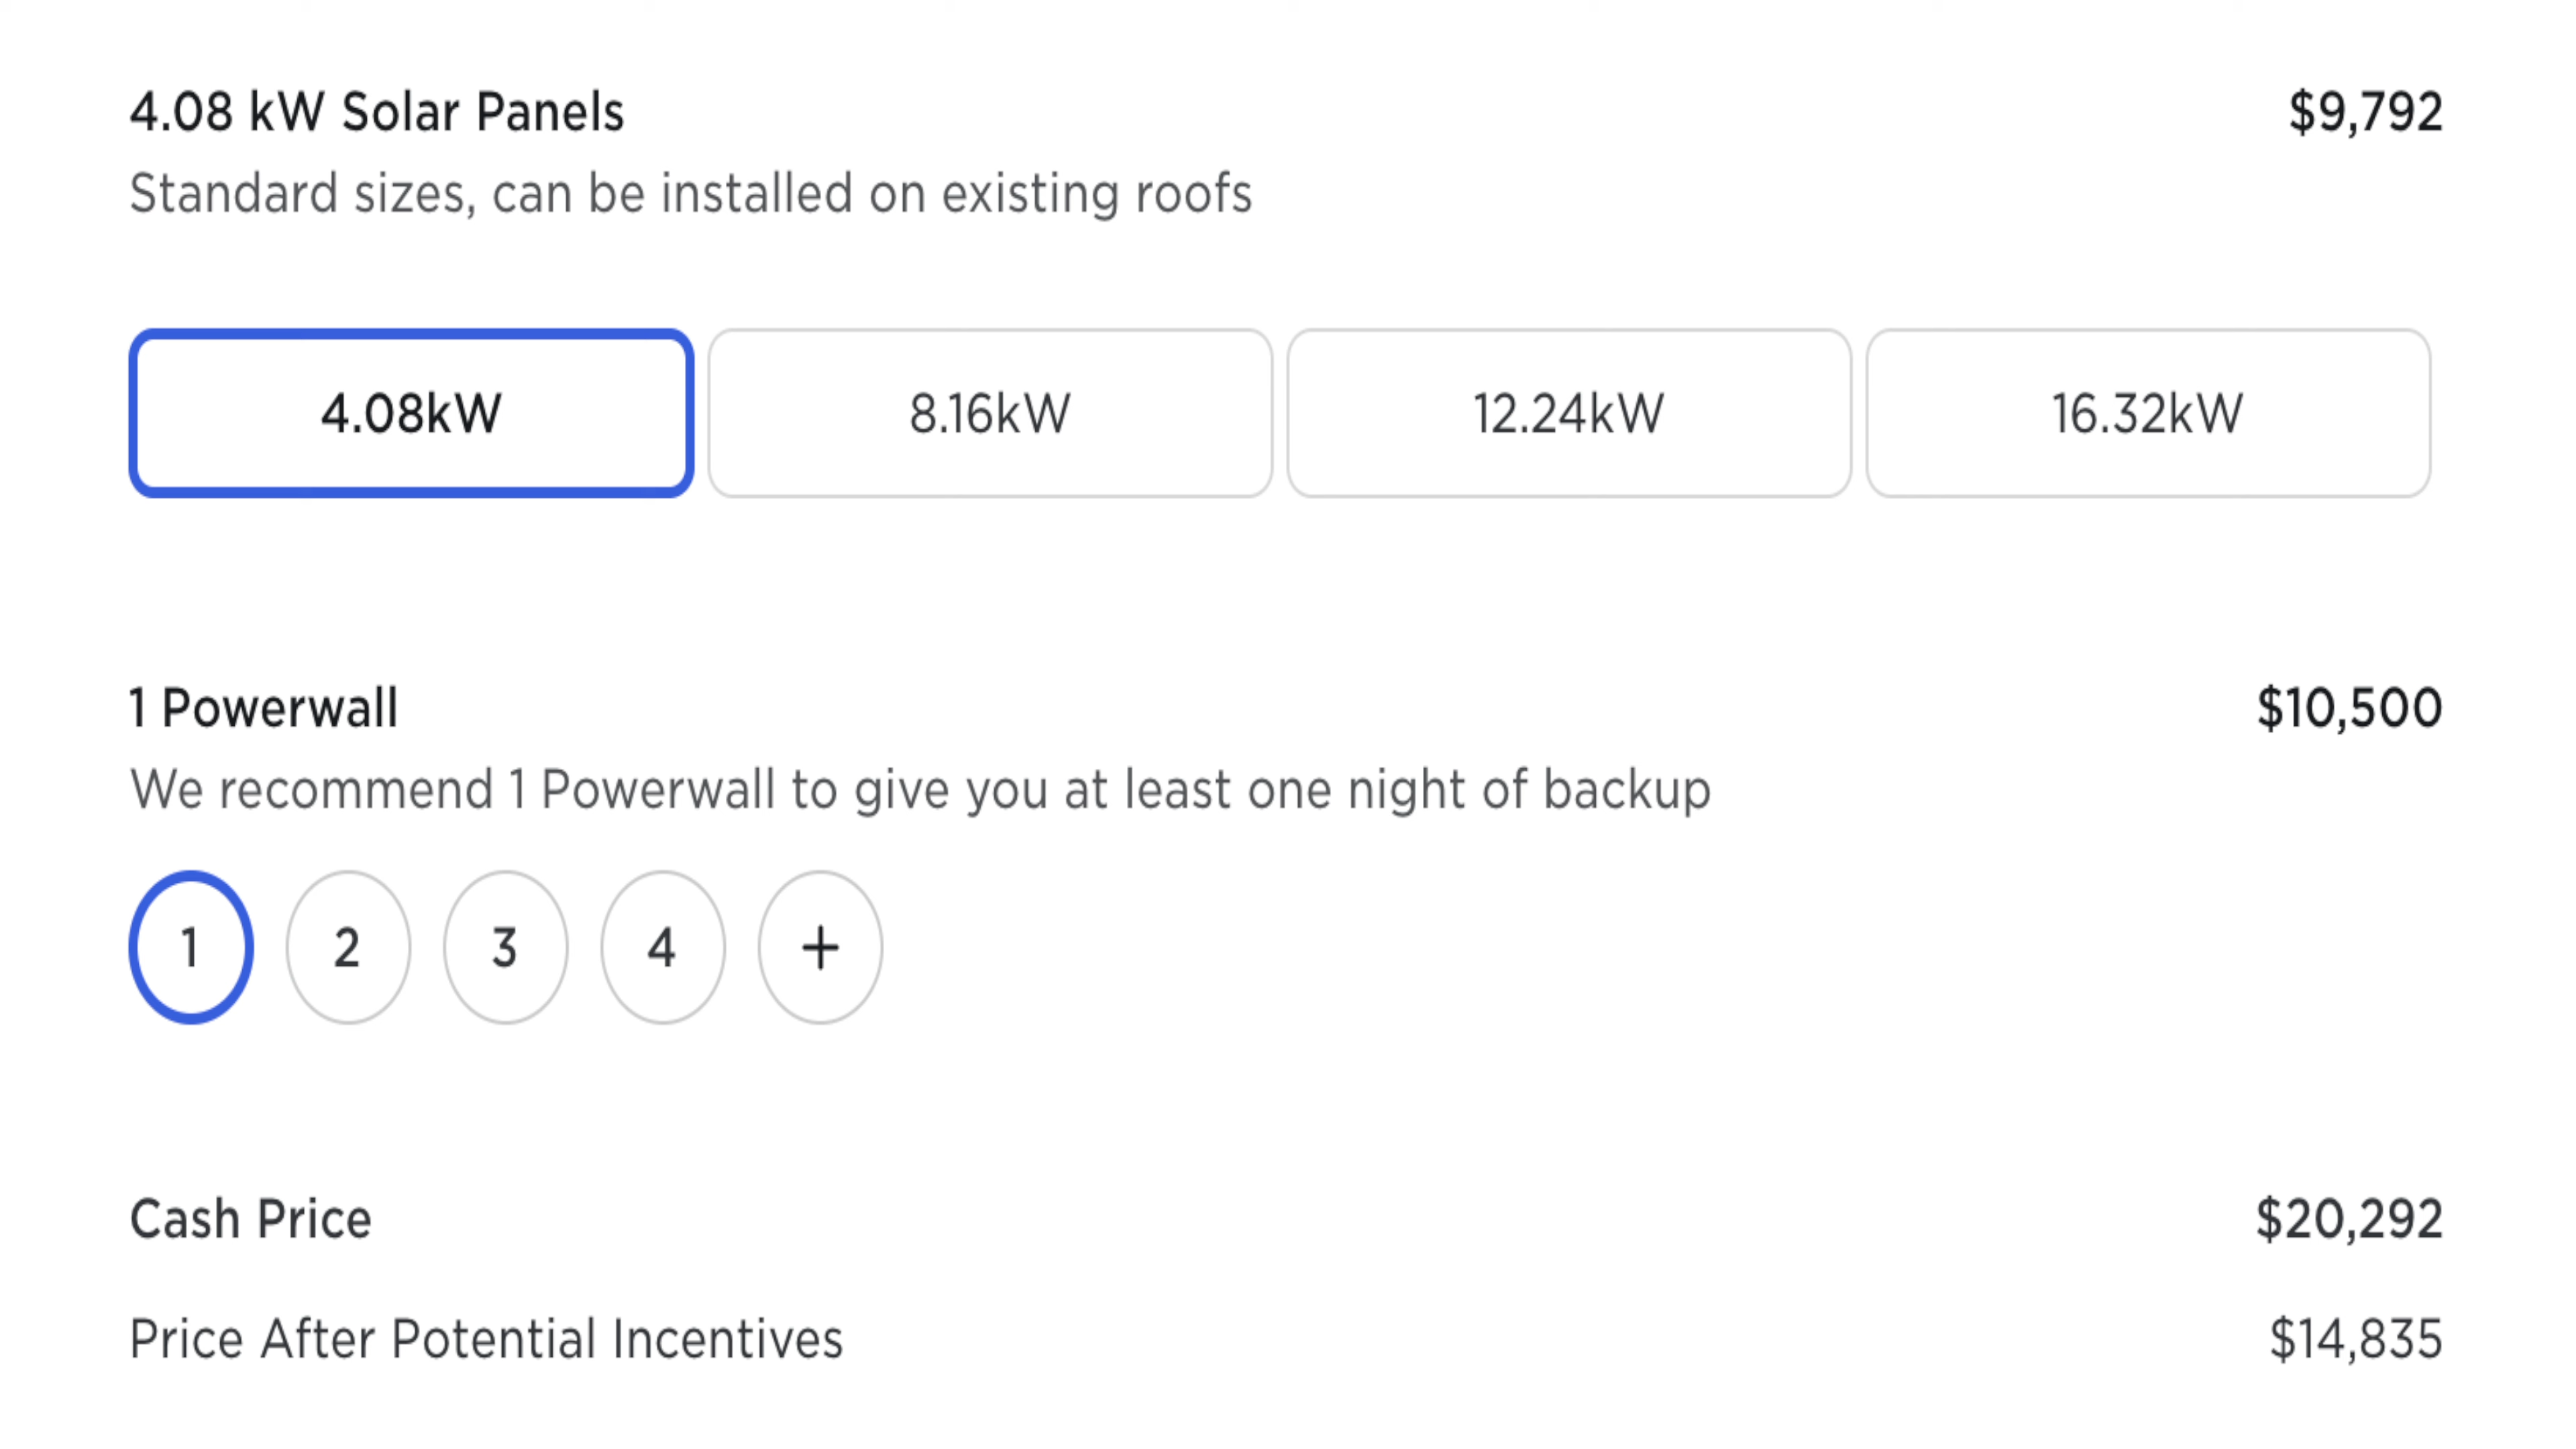 4.08 kW Solar Panels $9,792
Standard sizes, can be installed on existing roofs
4.08kW 8.16kW 12.24kW 16.32kW
1 Powerwall $10,500
We recommend 1 Powerwall to give you at least one night of backup
1 2 3 4 +
Cash Price $20,292
Price After Potential Incentives $14,835